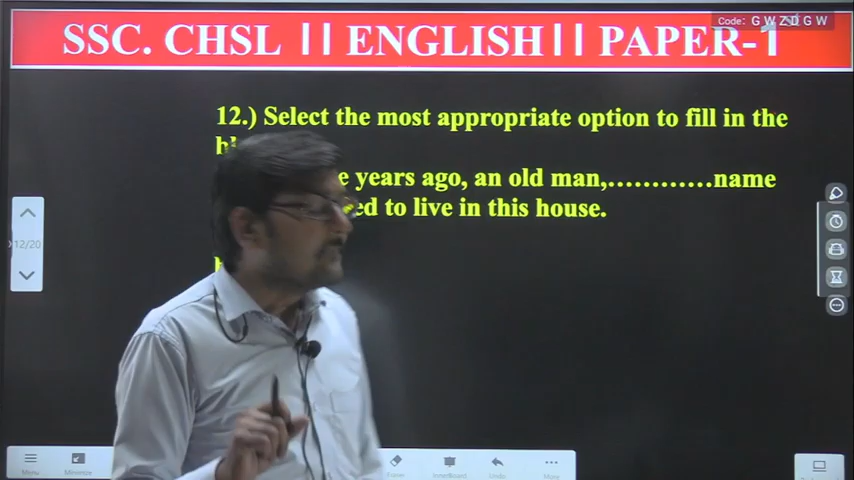 Code: G W Z D G W
SSC. CHSL || ENGLISH || PAPER-1
12.) Select the most appropriate option to fill in the
years ago, an old man,............name
to live in this house.
12/20
Menu
Minimize
Eraser
InnerBoard
Undo
More